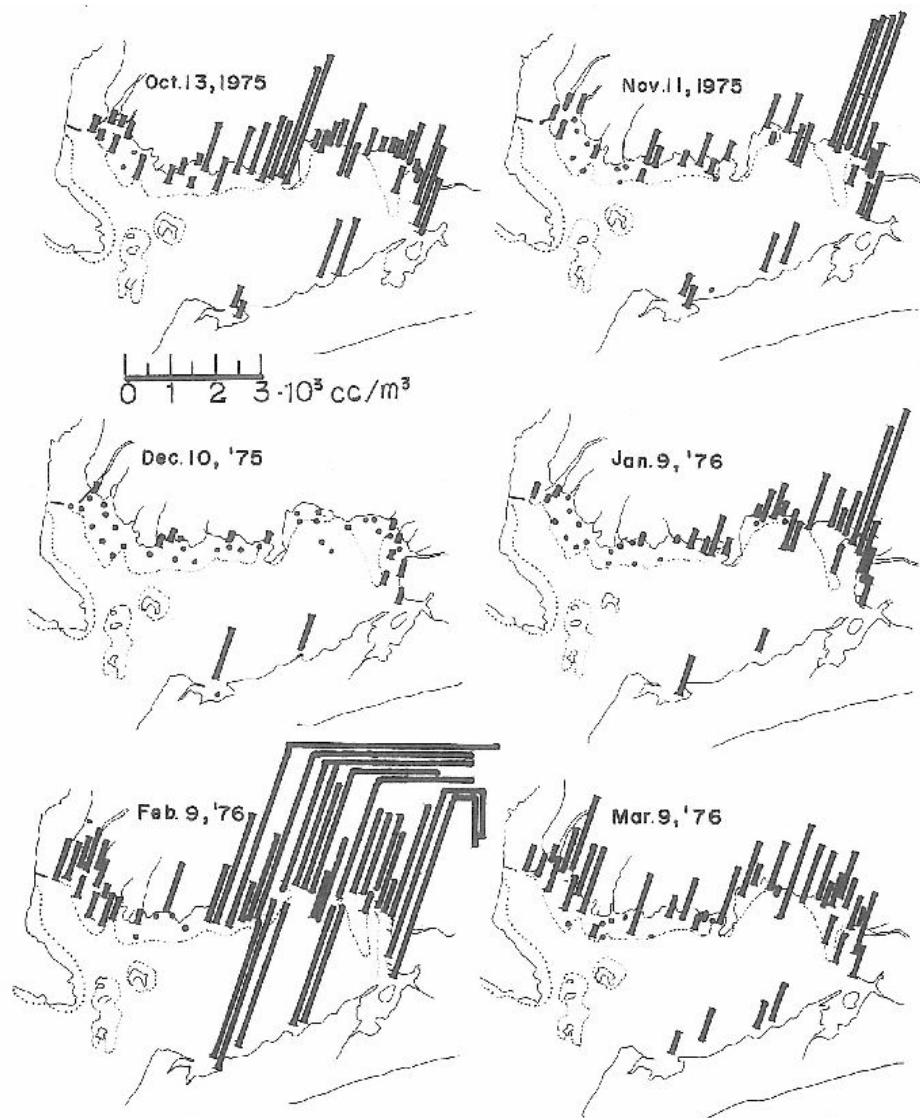 Oct.13,1975
Nov.11,1975
0 1 2 3 ·10³ cc/m³
Dec.10, '75
Jan.9, '76
Feb. 9, '76
Mar.9, '76